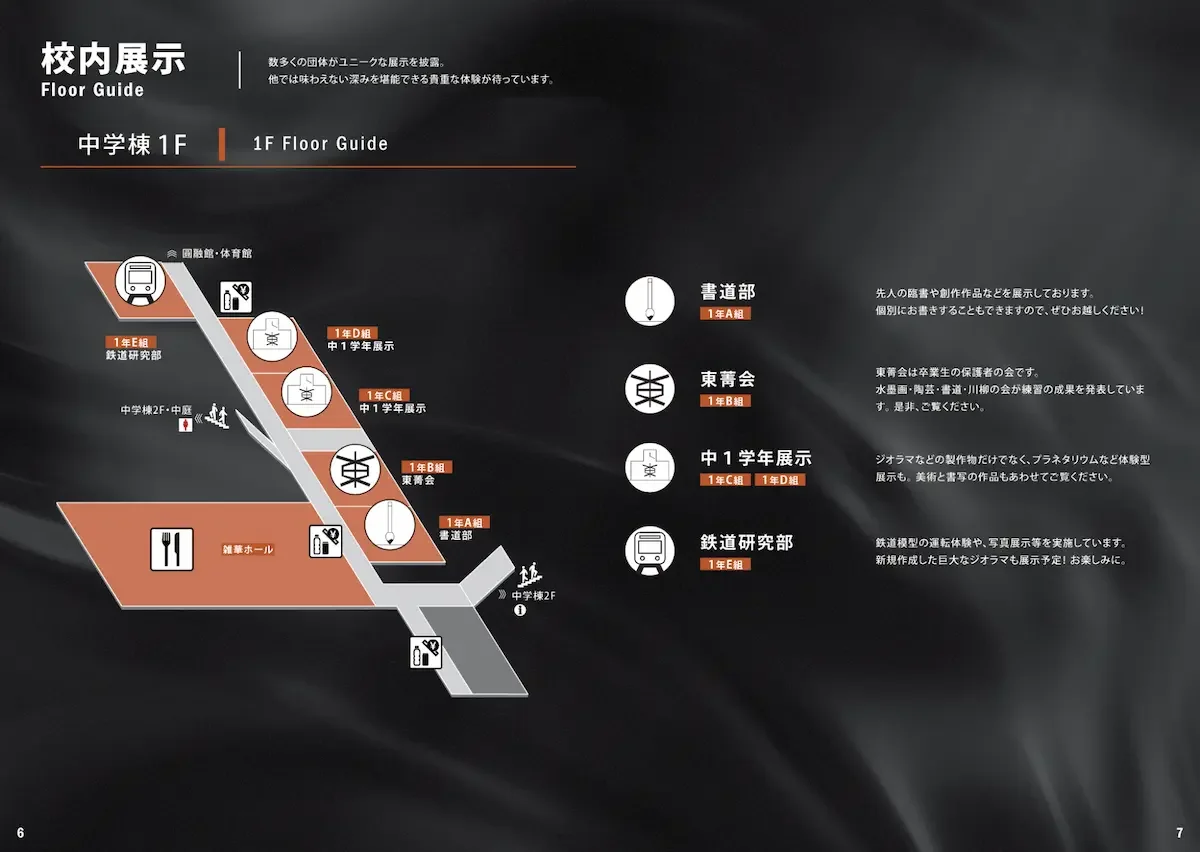 校内展示
Floor Guide
数多くの団体がユニークな展示を披露。
他では味わえない深みを堪能できる貴重な体験が待っています。
中学棟 1F
1F Floor Guide
圓融館・体育館
1年E組
鉄道研究部
1年D組
中1学年展示
東
1年C組
中1学年展示
東
中学棟2F・中庭
1年B組
東菁会
1年A組
書道部
雑華ホール
中学棟2F
書道部
1年A組
先人の臨書や創作作品などを展示しております。
個別にお書きすることもできますので、ぜひお越しください!
東菁会
1年B組
東菁会は卒業生の保護者の会です。
水墨画・陶芸・書道・川柳の会が練習の成果を発表していま
す。是非、ご覧ください。
中1学年展示
東
1年C組 1年D組
ジオラマなどの製作物だけでなく、プラネタリウムなど体験型
展示も。美術と書写の作品もあわせてご覧ください。
鉄道研究部
1年E組
鉄道模型の運転体験や、写真展示等を実施しています。
新規作成した巨大なジオラマも展示予定! お楽しみに。
6
7